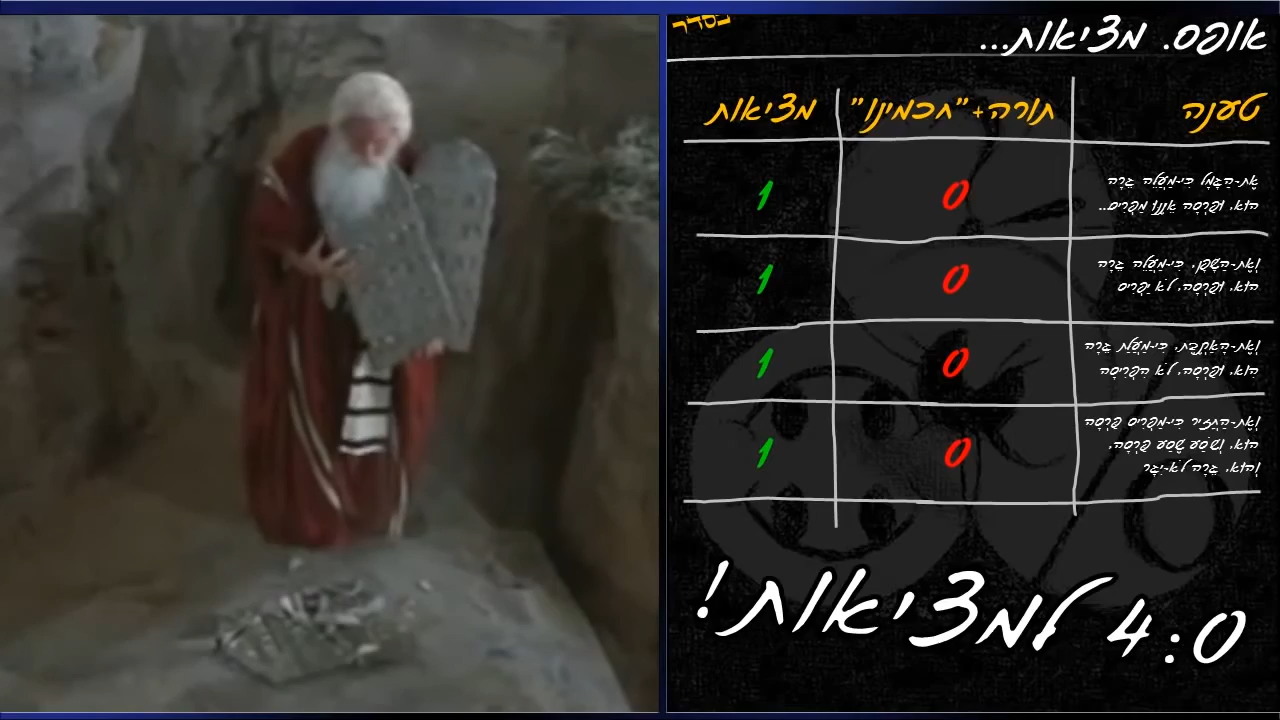 בסדר
אופס. מציאות...
טענה תורה+"חכמינו" מציאות
אֶת-הַגָּמָל כִּי-מַעֲלֵה גֵרָה
הוּא, וּפַרְסָה אֵינֶנּוּ מַפְרִיס...
0 1
וְאֶת-הַשָּׁפָן, כִּי-מַעֲלֵה גֵרָה
הוּא, וּפַרְסָה, לֹא יַפְרִיס
0 1
וְאֶת-הָאַרְנֶבֶת, כִּי-מַעֲלַת גֵּרָה
הִוא, וּפַרְסָה, לֹא הִפְרִיסָה
0 1
וְאֶת-הַחֲזִיר כִּי-מַפְרִיס פַּרְסָה
הוּא, וְשֹׁסַע שֶׁסַע פַּרְסָה,
וְהוּא, גֵּרָה לֹא-יִגָּר
0 1
4:0 למציאות!